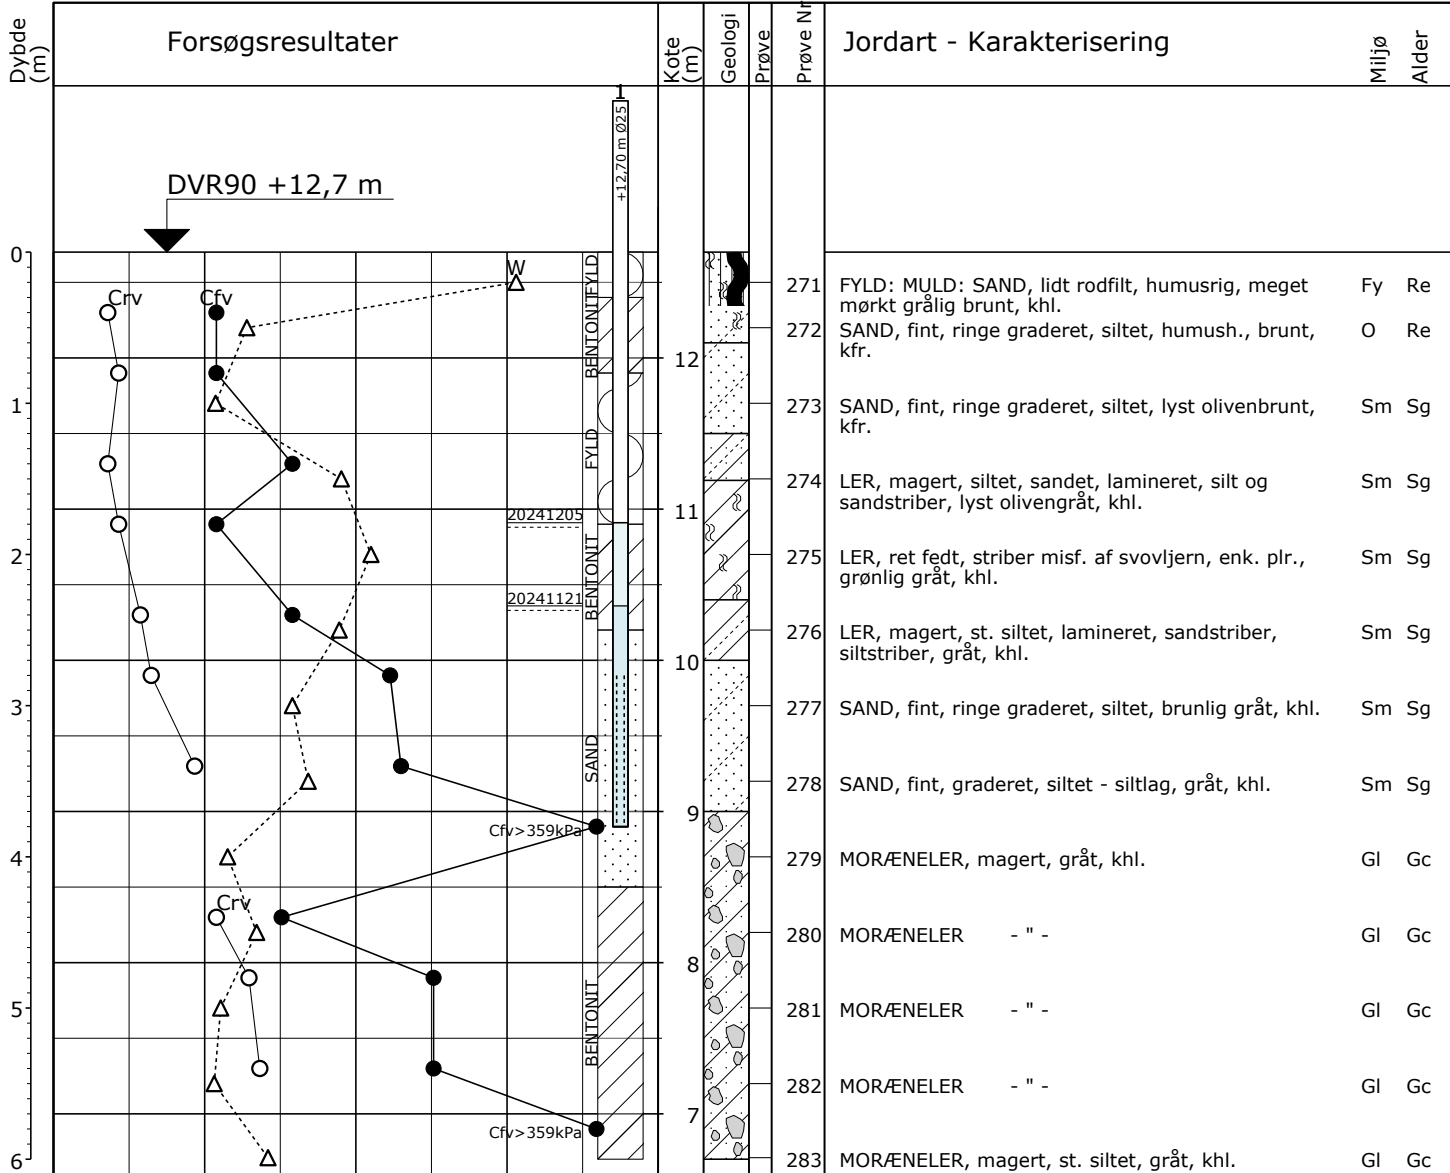 Dybde (m)
Forsøgsresultater
Kote (m)
Geologi
Prøve
Prøve Nr
Jordart - Karakterisering
Miljø
Alder
1
+12,70 m Ø25
DVR90 +12,7 m
0
W
FYLD
271 FYLD: MULD: SAND, lidt rodfilt, humusrig, meget Fy Re
mørkt grålig brunt, khl.
Crv
Cfv
272 SAND, fint, ringe graderet, siltet, humush., brunt, O Re
kfr.
BENTONIT
12
1
273 SAND, fint, ringe graderet, siltet, lyst olivenbrunt, Sm Sg
kfr.
FYLD
274 LER, magert, siltet, sandet, lamineret, silt og Sm Sg
sandstriber, lyst olivengråt, khl.
20241205
11
2
BENTONIT
275 LER, ret fedt, striber misf. af svovljern, enk. plr., Sm Sg
grønlig gråt, khl.
20241121
276 LER, magert, st. siltet, lamineret, sandstriber, Sm Sg
siltstriber, gråt, khl.
10
3
277 SAND, fint, ringe graderet, siltet, brunlig gråt, khl. Sm Sg
SAND
278 SAND, fint, graderet, siltet - siltlag, gråt, khl. Sm Sg
9
Cfv>359kPa
4
279 MORÆNELER, magert, gråt, khl. Gl Gc
Crv
280 MORÆNELER - " - Gl Gc
8
5
281 MORÆNELER - " - Gl Gc
BENTONIT
282 MORÆNELER - " - Gl Gc
7
Cfv>359kPa
6
283 MORÆNELER, magert, st. siltet, gråt, khl. Gl Gc